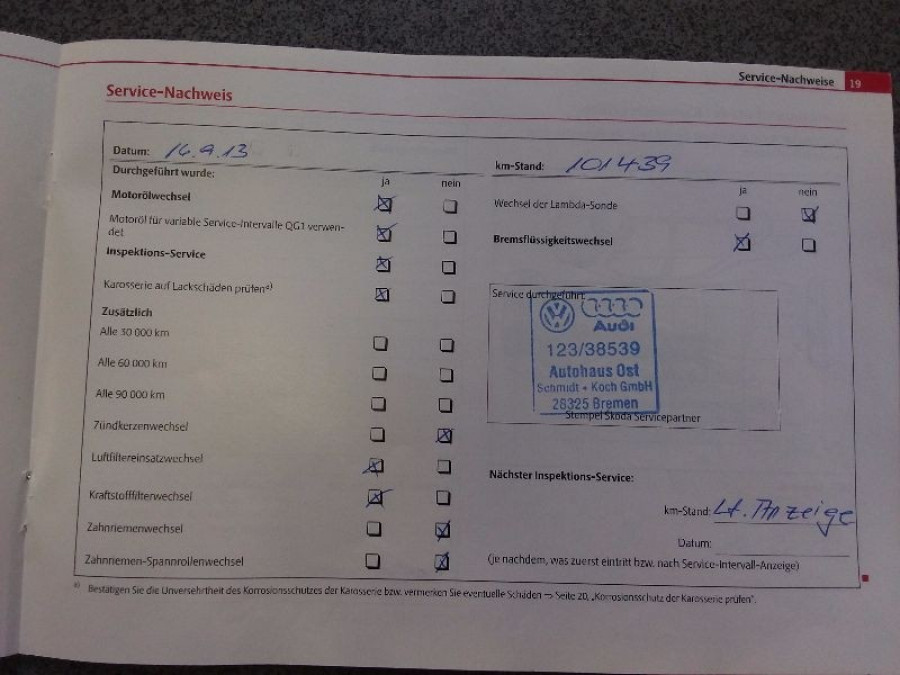 Service-Nachweise 19
Service-Nachweis
Datum: 16.9.13
km-Stand: 101439
Durchgeführt wurde:
ja nein
Motorölwechsel
Motoröl für variable Service-Intervalle QG1 verwen-
det
Inspektions-Service
Karosserie auf Lackschäden prüfen a)
Zusätzlich
Alle 30 000 km
Alle 60 000 km
Alle 90 000 km
Zündkerzenwechsel
Luftfiltereinsatzwechsel
Kraftstofffilterwechsel
Zahnriemenwechsel
Zahnriemen-Spannrollenwechsel
ja nein
Wechsel der Lambda-Sonde
Bremsflüssigkeitswechsel
Service durchgeführt:
Audi
123/38539
Autohaus Ost
Schmidt + Koch GmbH
28325 Bremen
Stempel Škoda Servicepartner
Nächster Inspektions-Service:
km-Stand: Lt. Anzeige
Datum:
(je nachdem, was zuerst eintritt bzw. nach Service-Intervall-Anzeige)
a) Bestätigen Sie die Unversehrtheit des Korrosionsschutzes der Karosserie bzw. vermerken Sie eventuelle Schäden ⇒ Seite 20, „Korrosionsschutz der Karosserie prüfen".